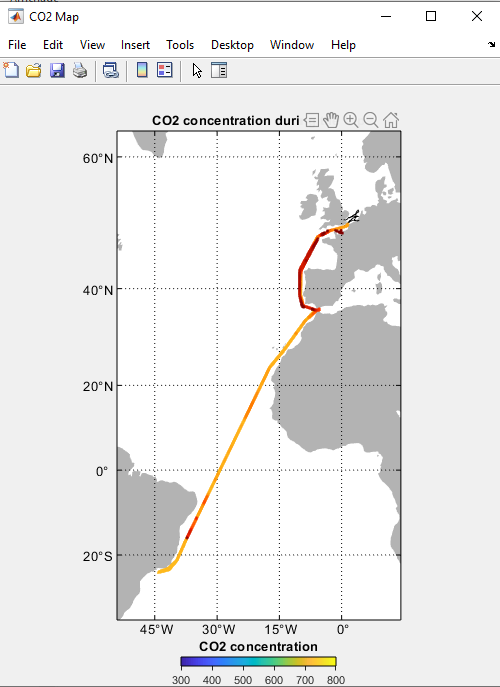 CO2 Map
File Edit View Insert Tools Desktop Window Help
CO2 concentration duri
60°N
40°N
20°N
0°
20°S
45°W 30°W 15°W 0°
CO2 concentration
300 400 500 600 700 800